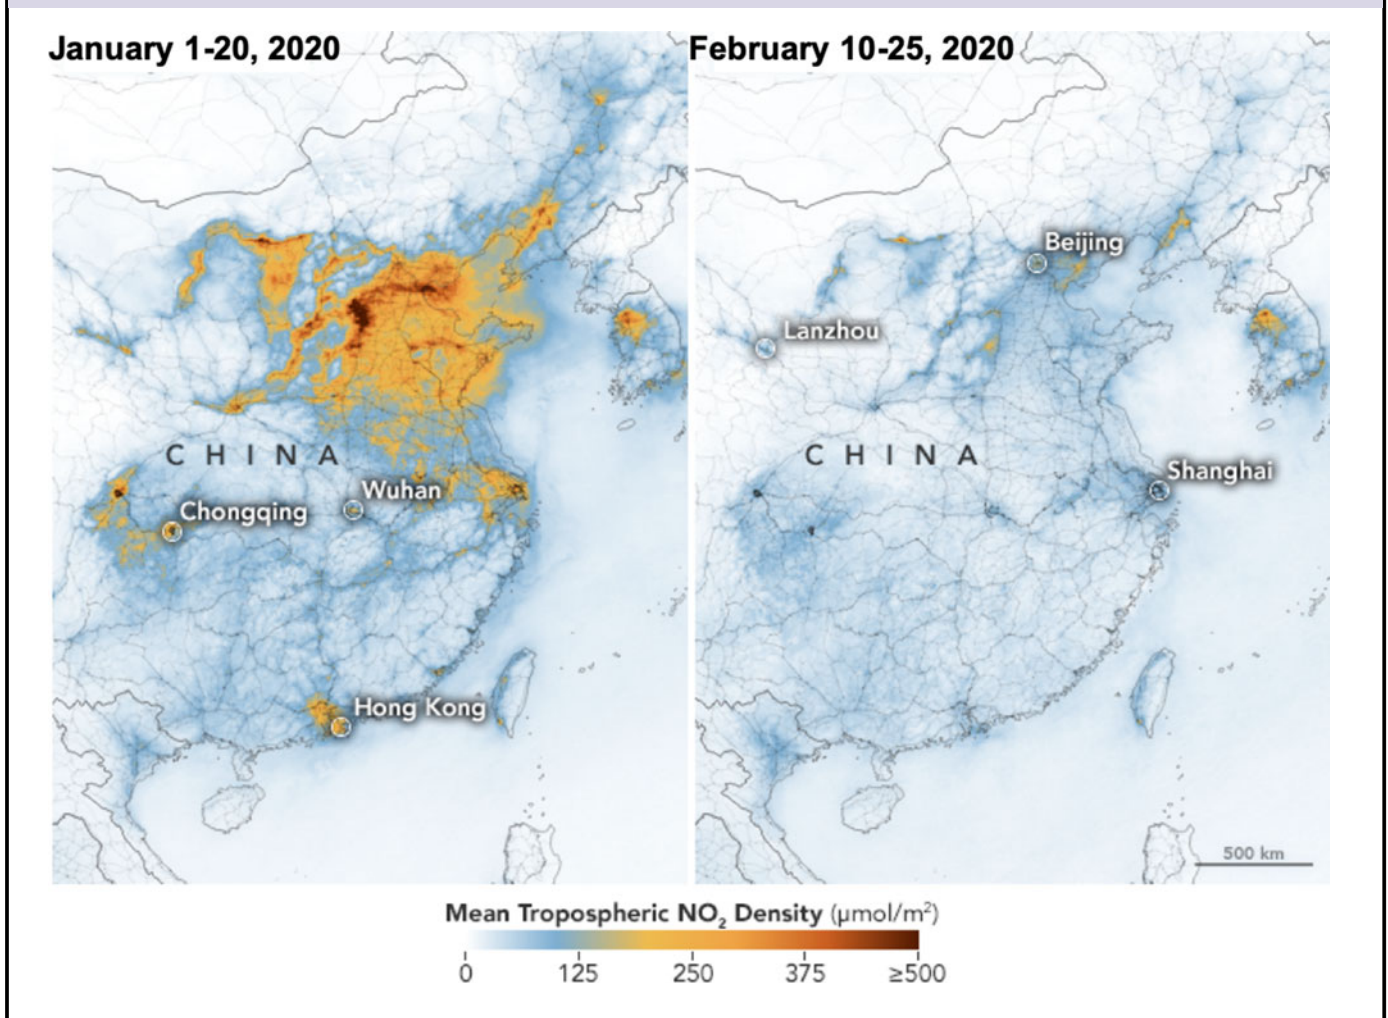 January 1-20, 2020
February 10-25, 2020
Beijing
Lanzhou
CHINA
CHINA
Wuhan
Shanghai
Chongqing
Hong Kong
500 km
Mean Tropospheric NO₂ Density (µmol/m²)
0 125 250 375 ≥500